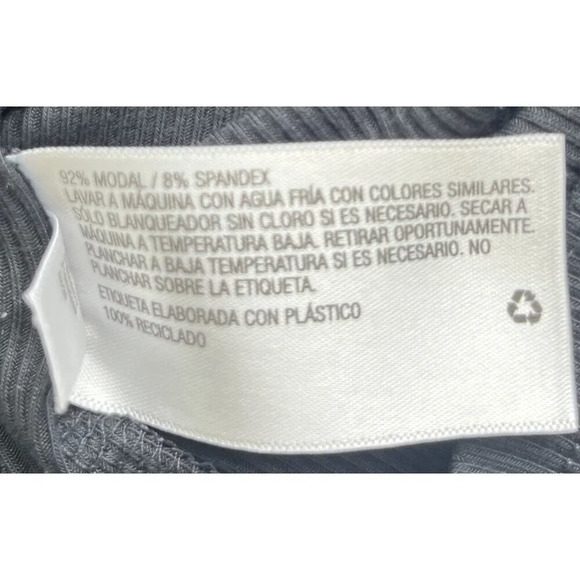 92% MODAL / 8% SPANDEX
LAVAR A MÁQUINA CON AGUA FRÍA CON COLORES SIMILARES.
SÓLO BLANQUEADOR SIN CLORO SI ES NECESARIO. SECAR A
MÁQUINA A TEMPERATURA BAJA. RETIRAR OPORTUNAMENTE.
PLANCHAR A BAJA TEMPERATURA SI ES NECESARIO. NO
PLANCHAR SOBRE LA ETIQUETA.
ETIQUETA ELABORADA CON PLÁSTICO
100% RECICLADO